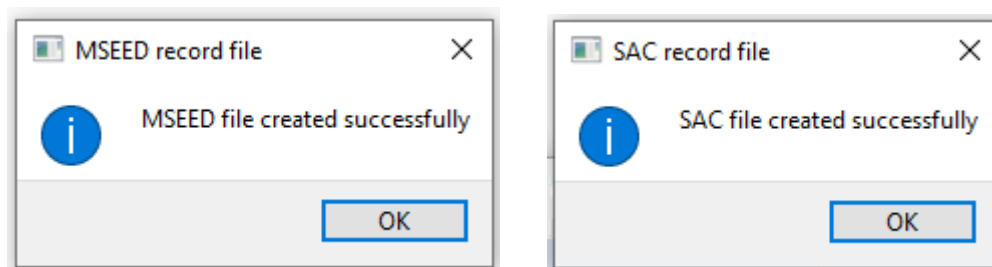 MSEED record file
MSEED file created successfully
OK
SAC record file
SAC file created successfully
OK